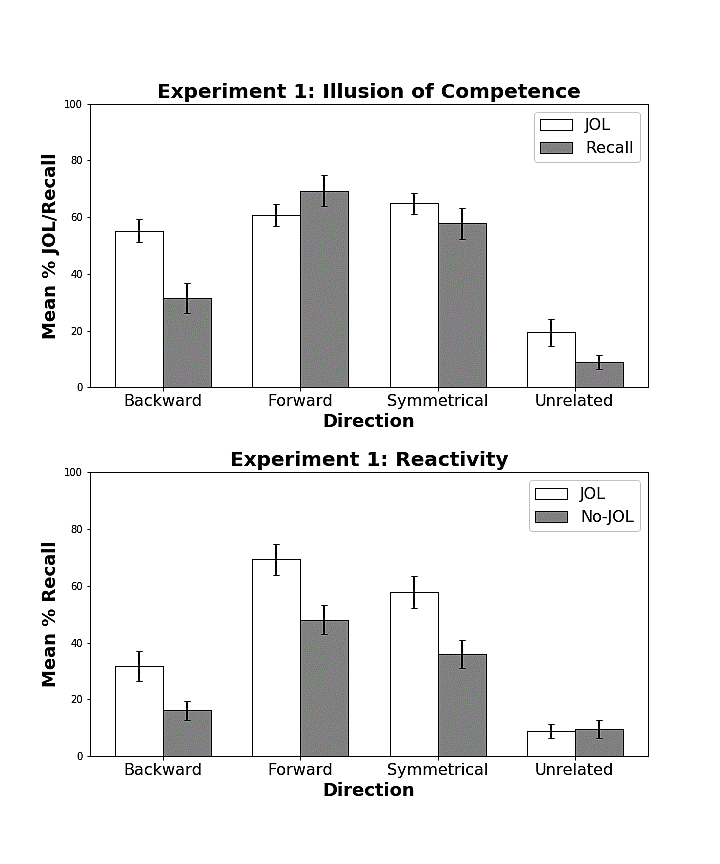 Experiment 1: Illusion of Competence
100
80
60
40
20
0
Mean % JOL/Recall
JOL
Recall
Backward Forward Symmetrical Unrelated
Direction
Experiment 1: Reactivity
100
80
60
40
20
0
Mean % Recall
JOL
No-JOL
Backward Forward Symmetrical Unrelated
Direction